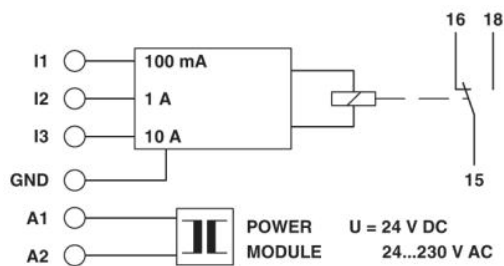 16 18
I1 100 mA
I2 1 A
I3 10 A
GND
15
A1
A2
POWER U = 24 V DC
MODULE 24...230 V AC